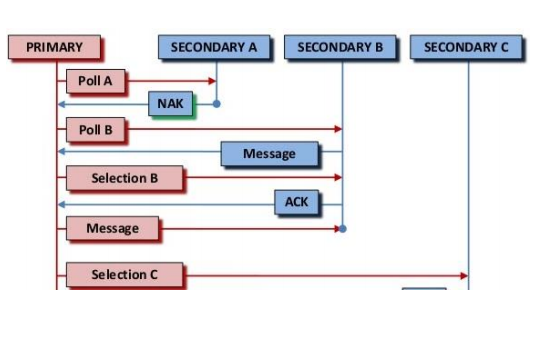 PRIMARY
SECONDARY A
SECONDARY B
SECONDARY C
Poll A
NAK
Poll B
Message
Selection B
ACK
Message
Selection C